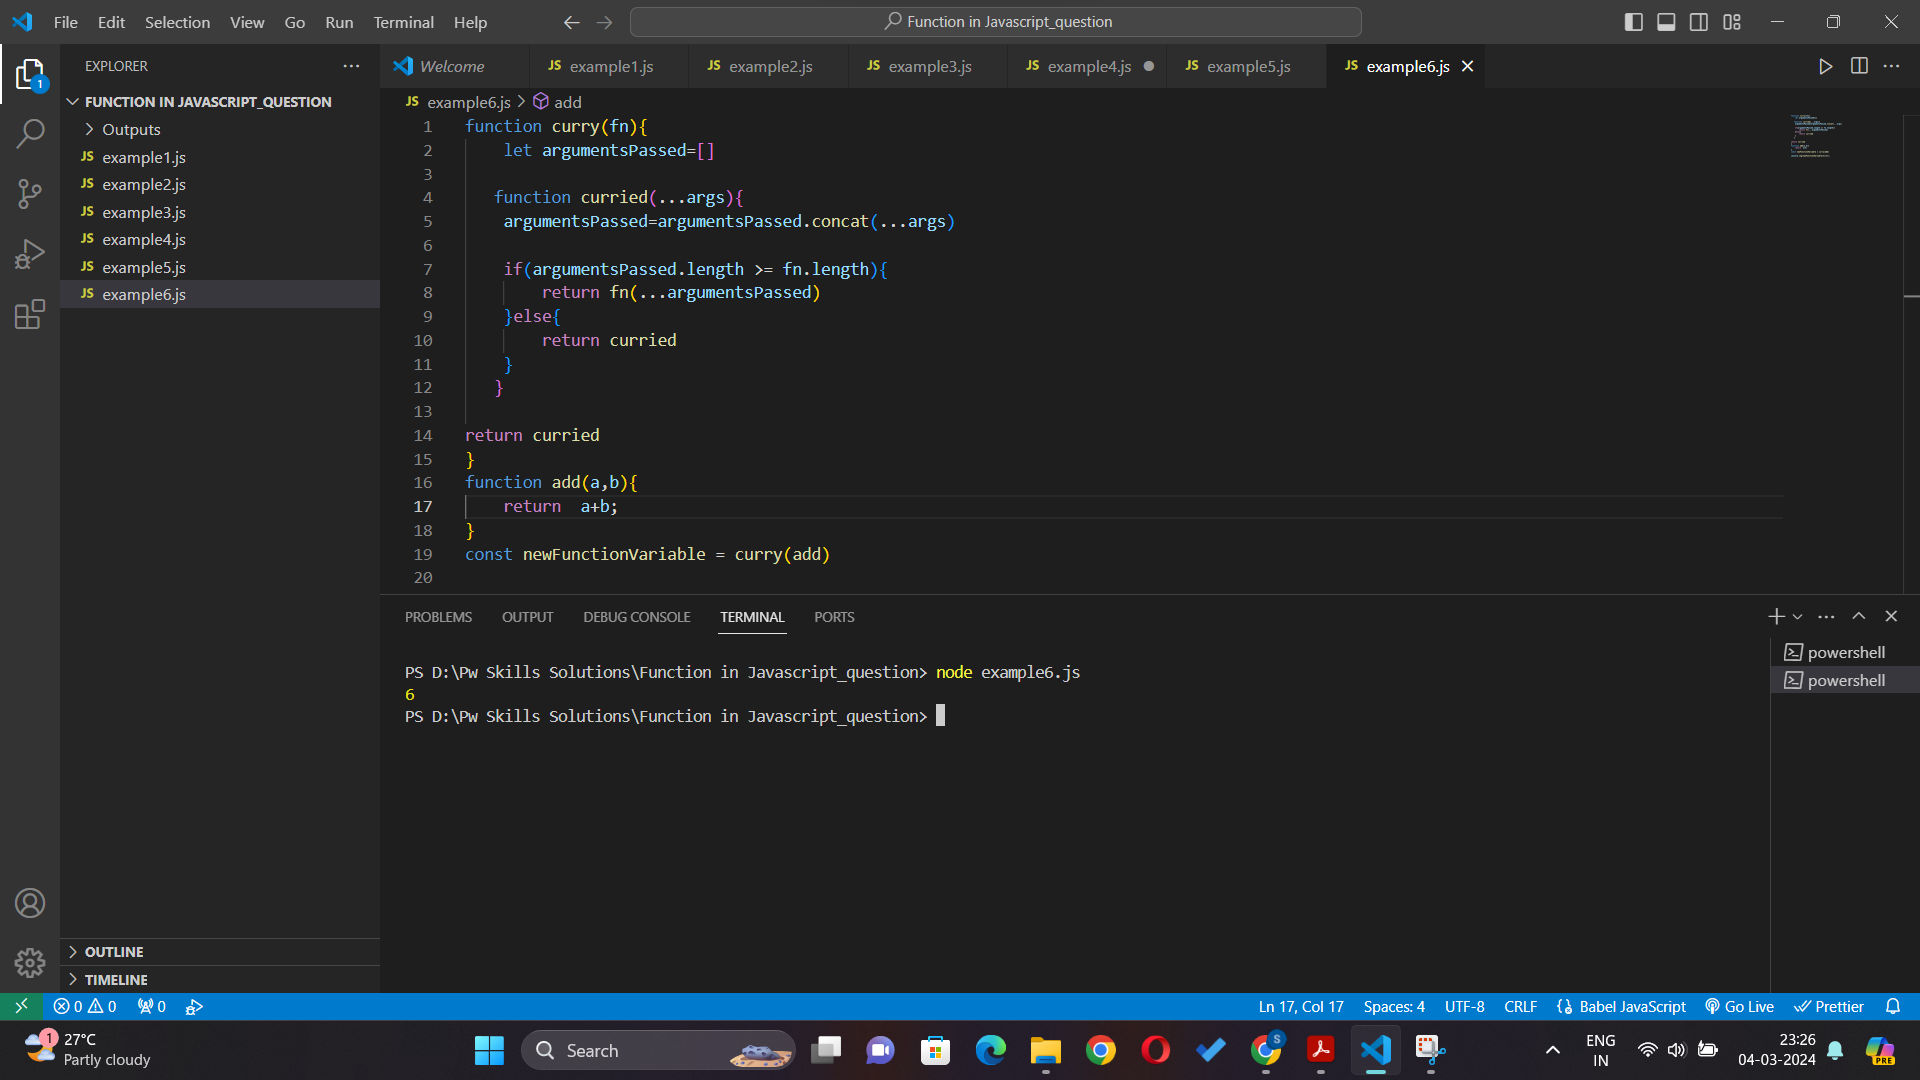 File Edit Selection View Go Run Terminal Help
Function in Javascript_question
EXPLORER
1
FUNCTION IN JAVASCRIPT_QUESTION
Outputs
JS example1.js
JS example2.js
JS example3.js
JS example4.js
JS example5.js
JS example6.js
OUTLINE
TIMELINE
Welcome JS example1.js JS example2.js JS example3.js JS example4.js JS example5.js JS example6.js
JS example6.js > add
1 function curry(fn){
2 let argumentsPassed=[]
3
4 function curried(...args){
5 argumentsPassed=argumentsPassed.concat(...args)
6
7 if(argumentsPassed.length >= fn.length){
8 return fn(...argumentsPassed)
9 }else{
10 return curried
11 }
12 }
13
14 return curried
15 }
16 function add(a,b){
17 return  a+b;
18 }
19 const newFunctionVariable = curry(add)
20
PROBLEMS OUTPUT DEBUG CONSOLE TERMINAL PORTS
PS D:\Pw Skills Solutions\Function in Javascript_question> node example6.js
6
PS D:\Pw Skills Solutions\Function in Javascript_question>
powershell
powershell
0 0 0 Ln 17, Col 17 Spaces: 4 UTF-8 CRLF {} Babel JavaScript Go Live Prettier
1 27°C
Partly cloudy
Search
S
ENG
IN
23:26
04-03-2024
PRE